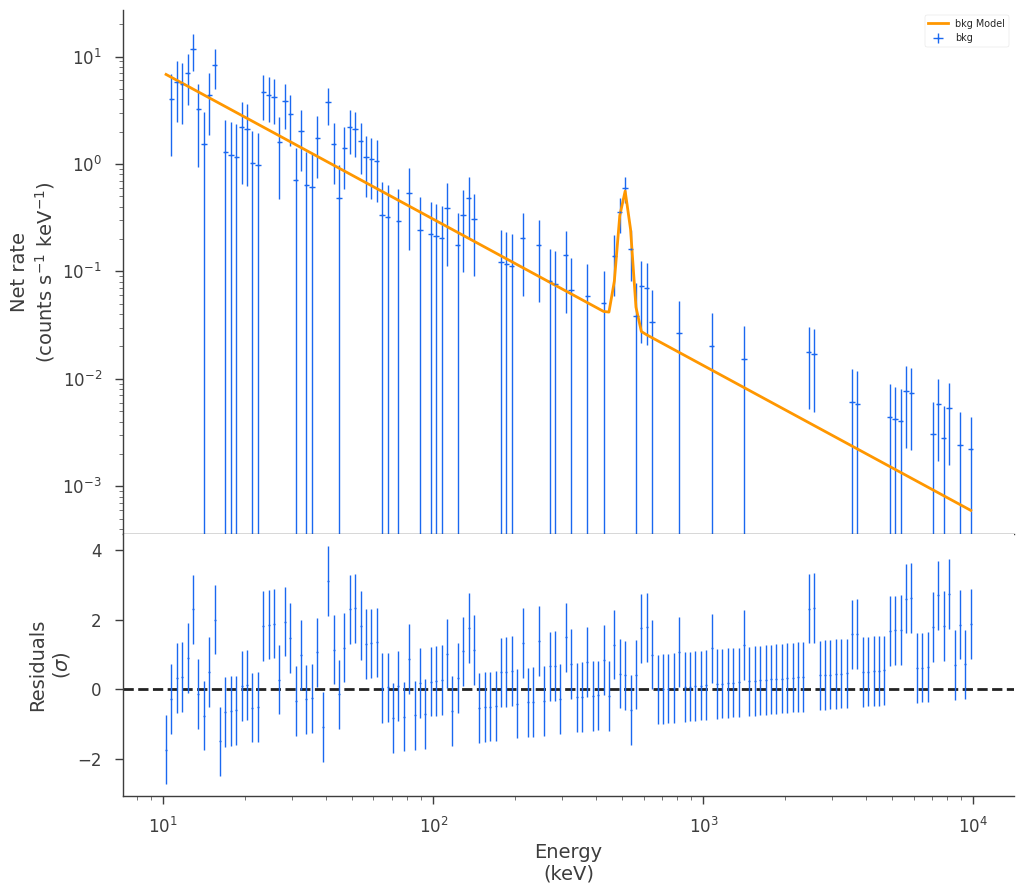 bkg Model
bkg
10¹
10⁰
10⁻¹
10⁻²
10⁻³
Net rate
(counts s⁻¹ keV⁻¹)
4
2
0
−2
Residuals
(σ)
10¹ 10² 10³ 10⁴
Energy
(keV)